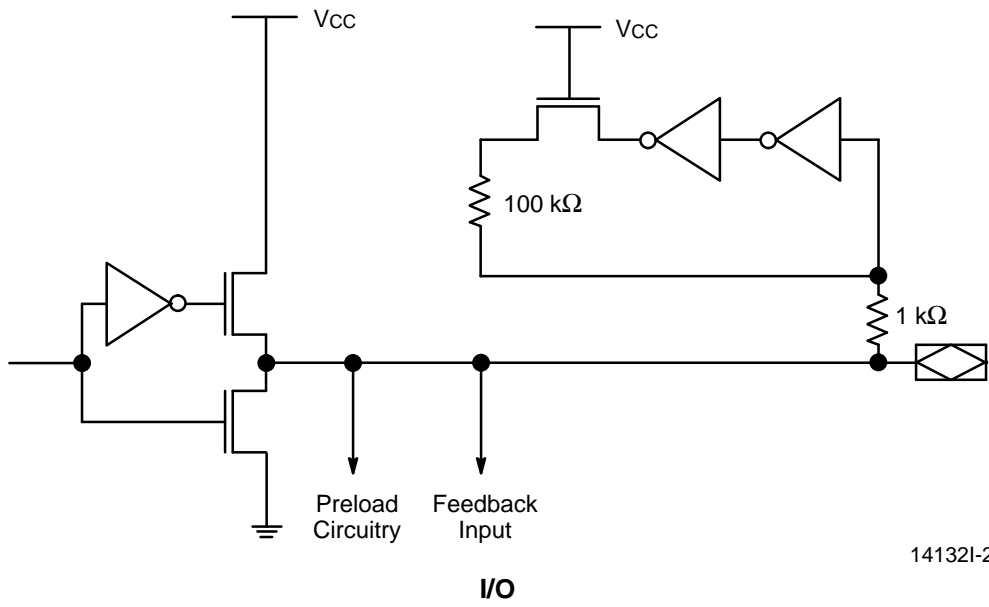 VCC
VCC
100 kΩ
1 kΩ
Preload
Circuitry
Feedback
Input
14132I-2
I/O